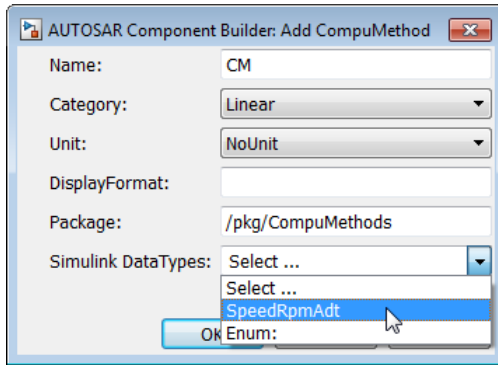 AUTOSAR Component Builder: Add CompuMethod
Name: CM
Category: Linear
Unit: NoUnit
DisplayFormat:
Package: /pkg/CompuMethods
Simulink DataTypes: Select ...
Select ...
SpeedRpmAdt
OK Enum: